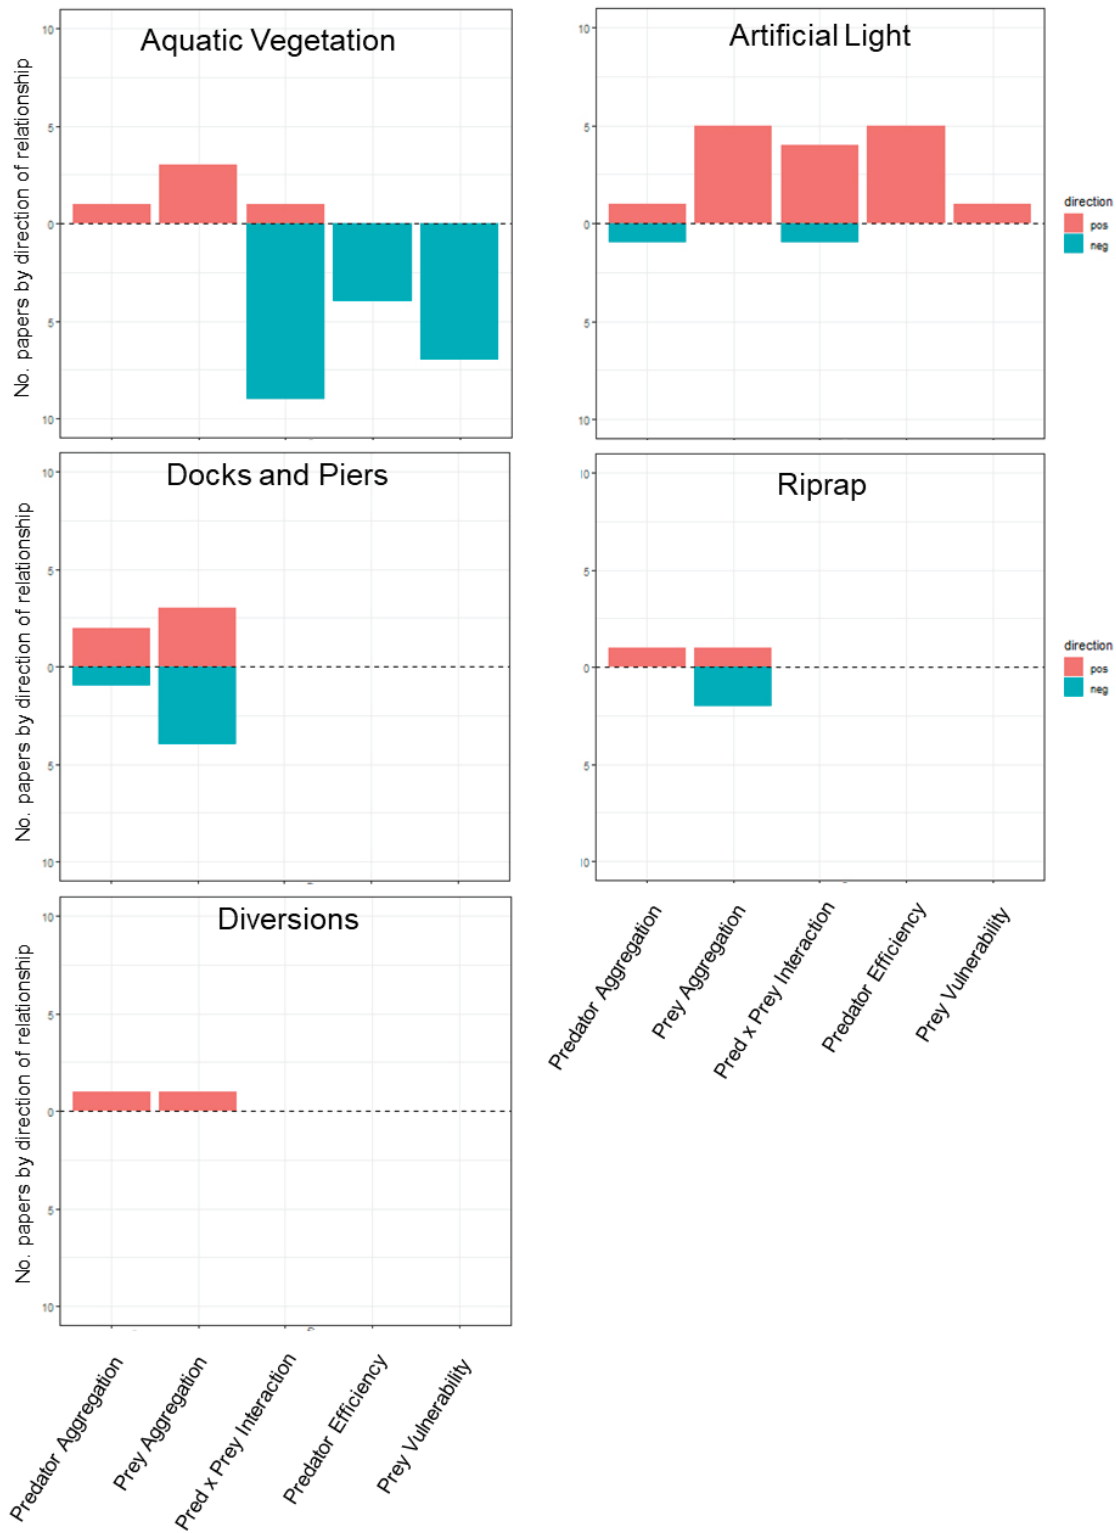 Aquatic Vegetation
No. papers by direction of relationship
10
5
0
5
10
Artificial Light
10
5
0
5
10
direction
pos
neg
Docks and Piers
No. papers by direction of relationship
10
5
0
5
10
Riprap
10
5
0
5
10
direction
pos
neg
Predator Aggregation
Prey Aggregation
Pred x Prey Interaction
Predator Efficiency
Prey Vulnerability
Diversions
No. papers by direction of relationship
10
5
0
5
10
Predator Aggregation
Prey Aggregation
Pred x Prey Interaction
Predator Efficiency
Prey Vulnerability